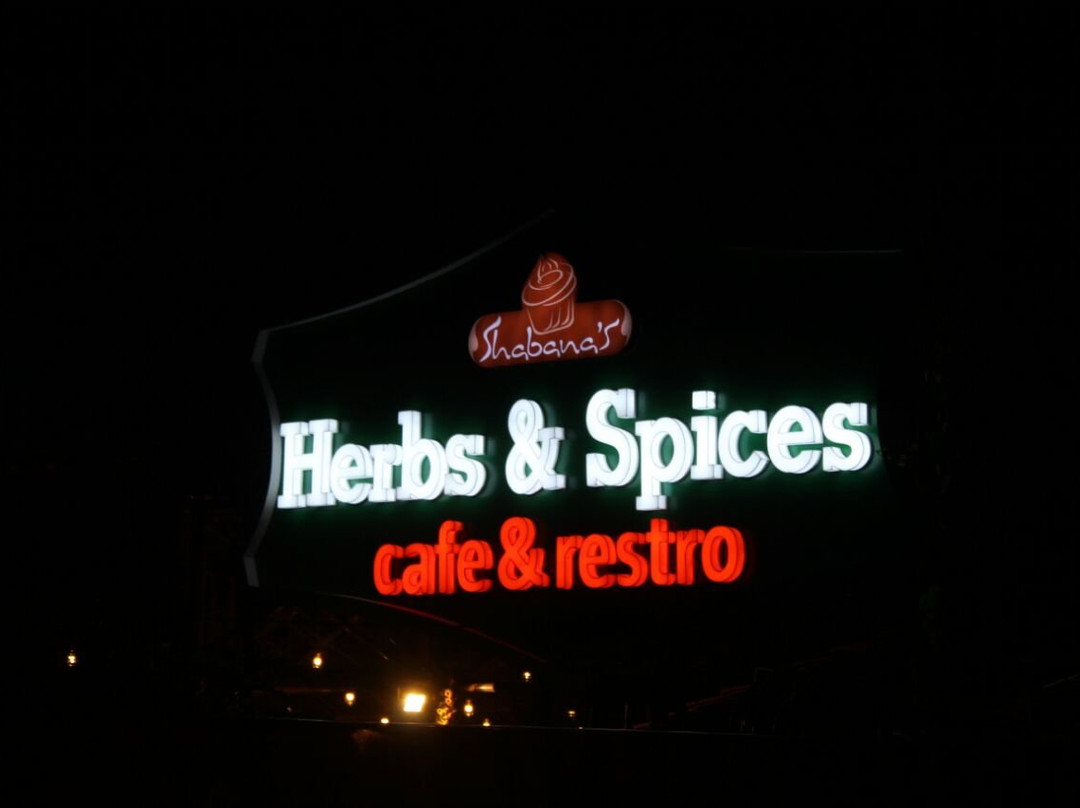 Shabana's
Herbs & Spices
cafe & restro